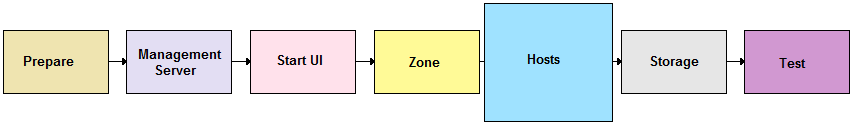 Prepare
Management
Server
Start UI
Zone
Hosts
Storage
Test